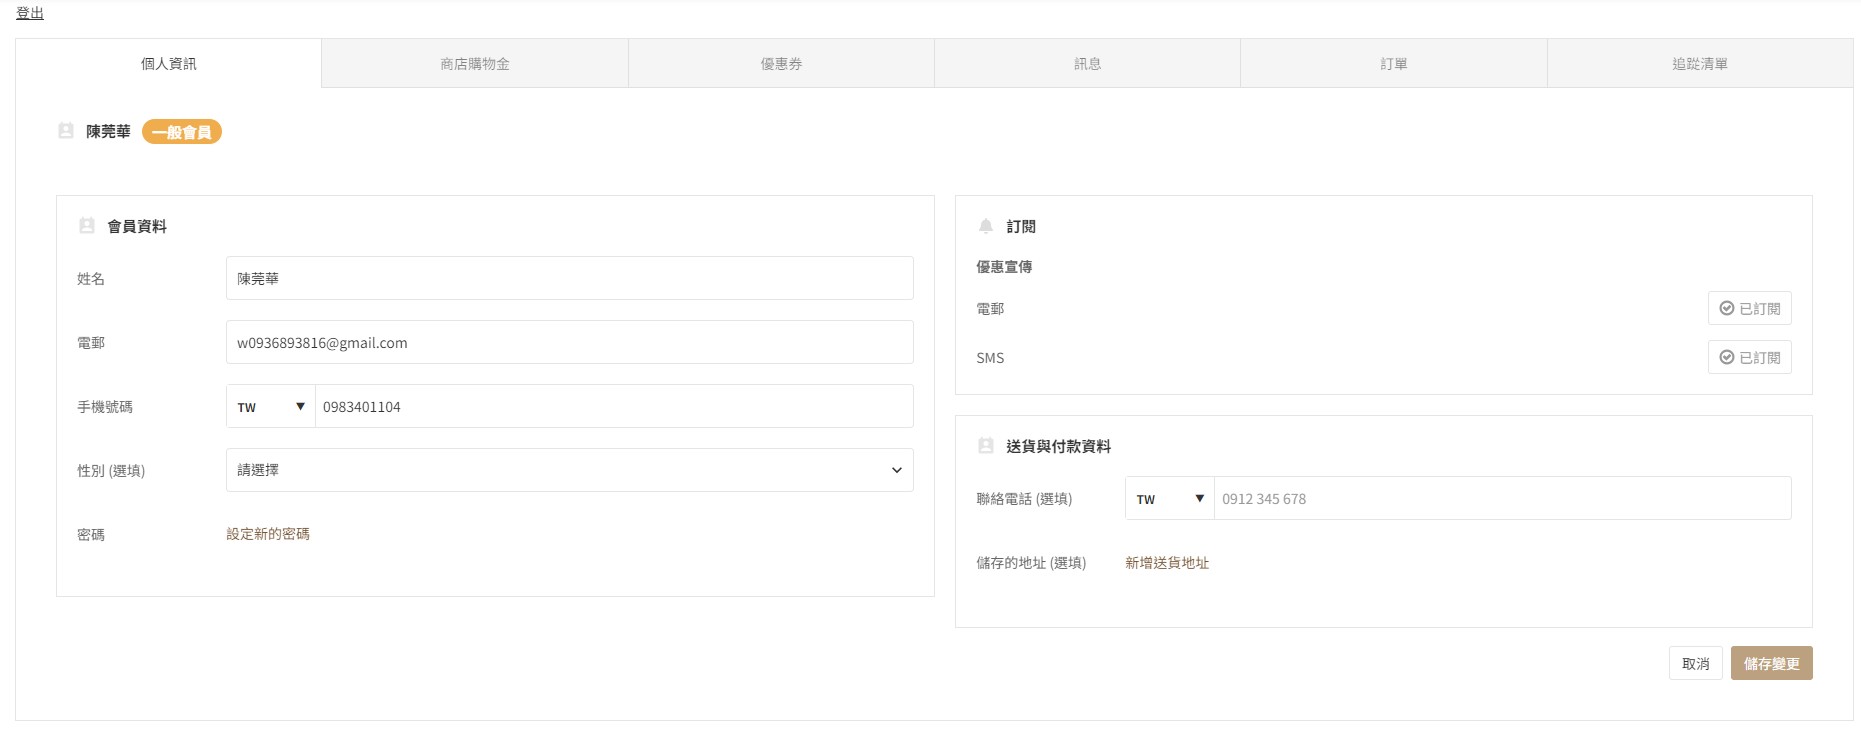 登出
個人資訊
商店購物金
優惠券
訊息
訂單
追蹤清單
陳莞華 一般會員
會員資料
姓名 陳莞華
電郵 w0936893816@gmail.com
手機號碼 TW 0983401104
性別 (選填) 請選擇
密碼 設定新的密碼
訂閱
優惠宣傳
電郵 已訂閱
SMS 已訂閱
送貨與付款資料
聯絡電話 (選填) TW 0912 345 678
儲存的地址 (選填) 新增送貨地址
取消 儲存變更